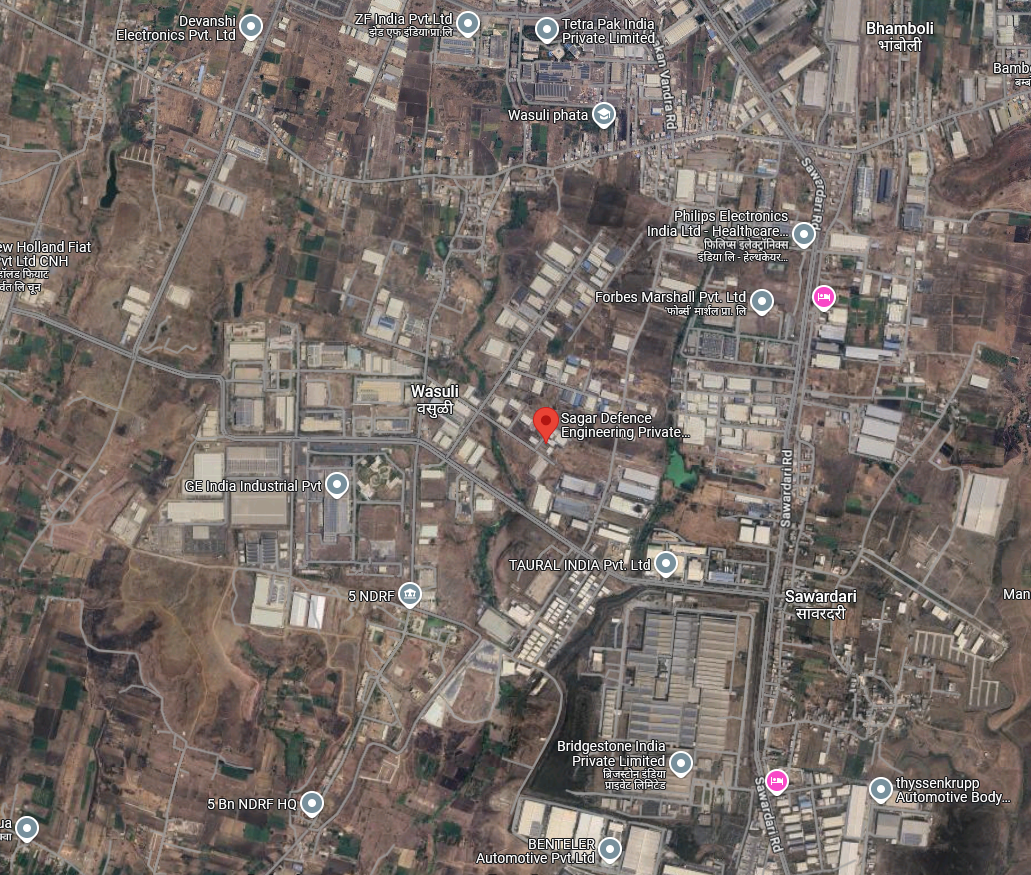 Devanshi
Electronics Pvt. Ltd
ZF India Pvt.Ltd
झेड एफ इंडिया प्रा.लि
Tetra Pak India
Private Limited
Bhamboli
भांबोली
Vandra Rd
Wasuli phata
Sawardari Rd
Philips Electronics
India Ltd - Healthcare...
फिलिप्स इलेक्ट्रॉनिक्स
इंडिया लि - हेल्थकेयर...
Holland Fiat
Ltd CNH
Forbes Marshall Pvt. Ltd
फोर्ब्स मार्शल प्रा. लि
Wasuli
वसुळी
Sagar Defence
Engineering Private...
Sawardari Rd
GE India Industrial Pvt
TAURAL INDIA Pvt. Ltd
5 NDRF
Sawardari
सावरदरी
Bridgestone India
Private Limited
ब्रिजस्टोन इंडिया
प्राइवेट लिमिटेड
5 Bn NDRF HQ
Sawardari Rd
thyssenkrupp
Automotive Body...
BENTELER
Automotive Pvt.Ltd